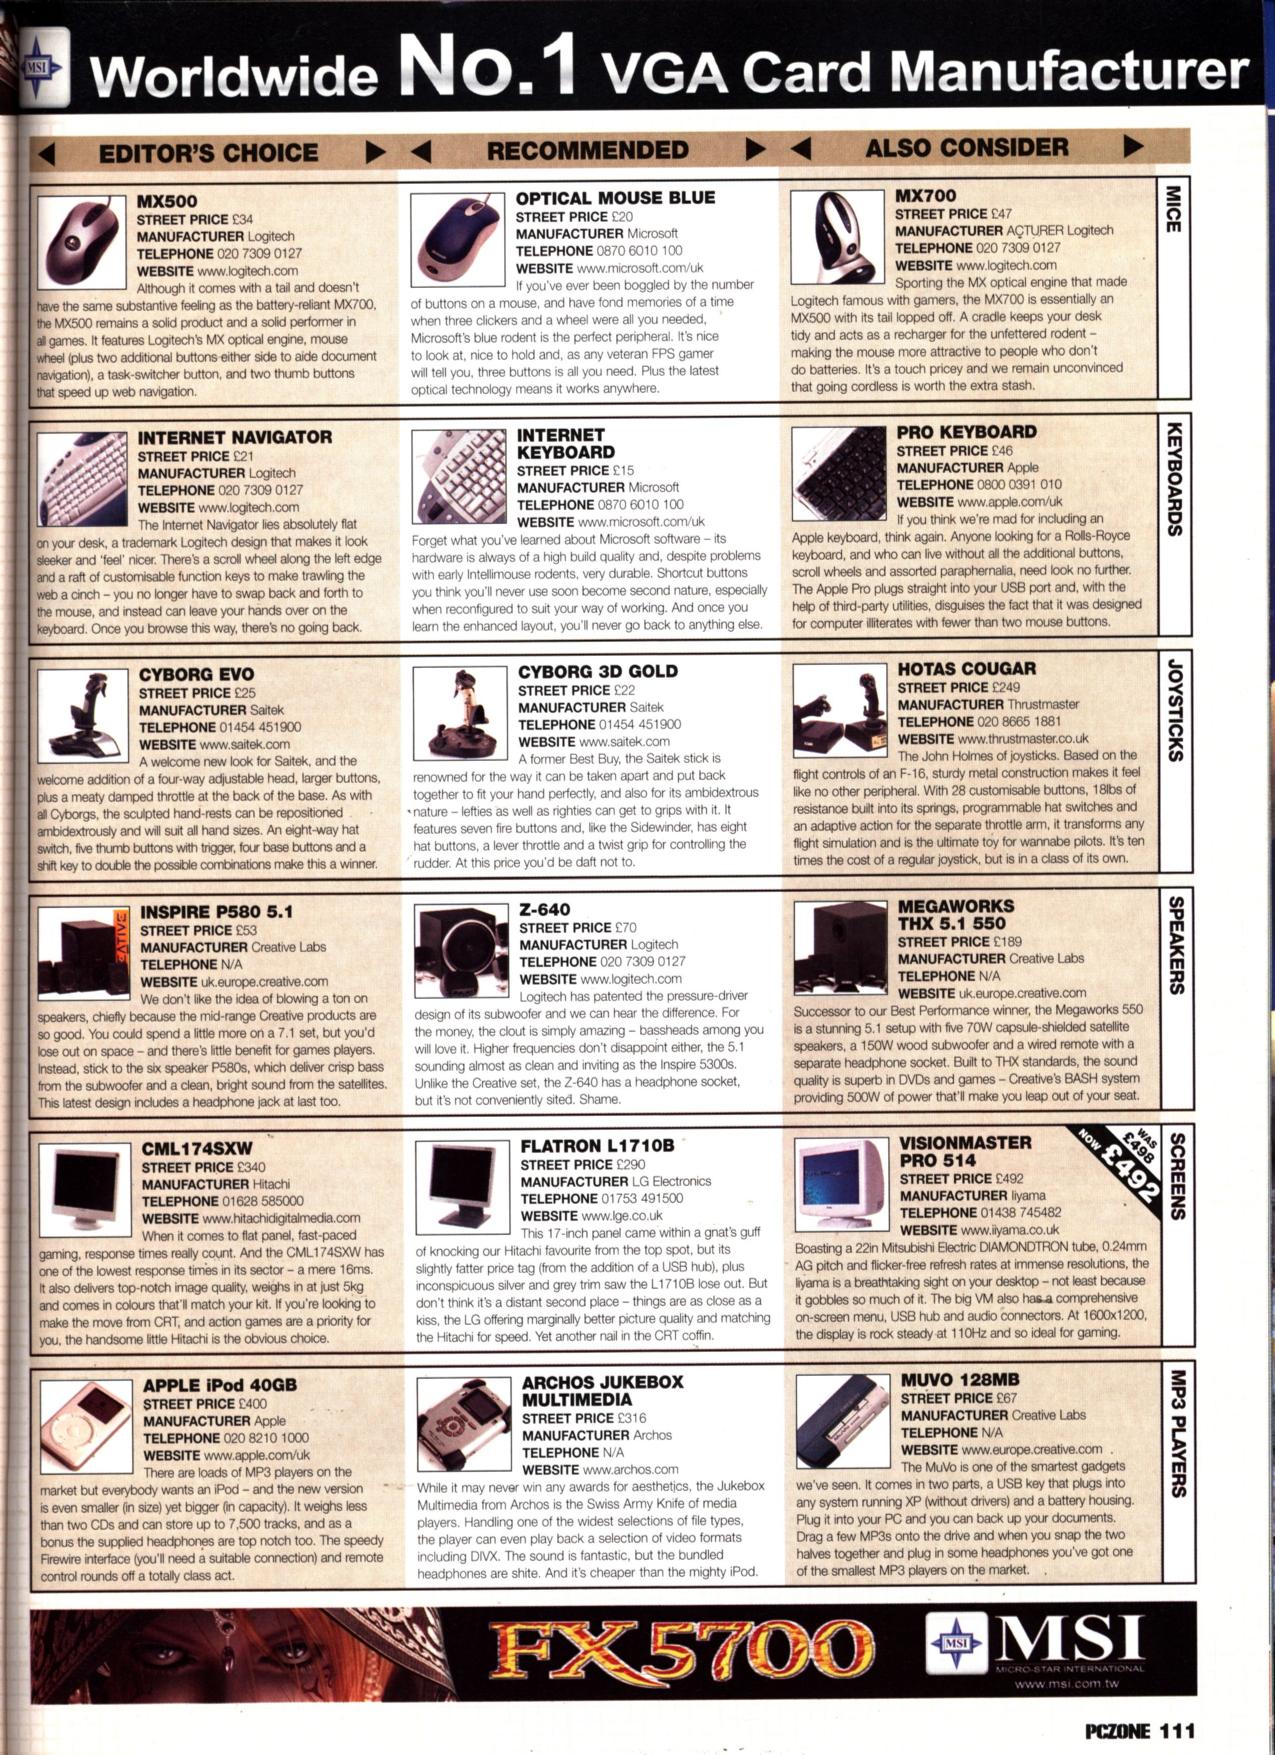 MSI
Worldwide No.1 VGA Card Manufacturer
EDITOR'S CHOICE
RECOMMENDED
ALSO CONSIDER
MICE
MX500
STREET PRICE £34
MANUFACTURER Logitech
TELEPHONE 020 7309 0127
WEBSITE www.logitech.com
Although it comes with a tail and doesn't
have the same substantive feeling as the battery-reliant MX700,
the MX500 remains a solid product and a solid performer in
all games. It features Logitech's MX optical engine, mouse
wheel (plus two additional buttons either side to aide document
navigation), a task-switcher button, and two thumb buttons
that speed up web navigation.
OPTICAL MOUSE BLUE
STREET PRICE £20
MANUFACTURER Microsoft
TELEPHONE 0870 6010 100
WEBSITE www.microsoft.com/uk
If you've ever been boggled by the number
of buttons on a mouse, and have fond memories of a time
when three clickers and a wheel were all you needed,
Microsoft's blue rodent is the perfect peripheral. It's nice
to look at, nice to hold and, as any veteran FPS gamer
will tell you, three buttons is all you need. Plus the latest
optical technology means it works anywhere.
MX700
STREET PRICE £47
MANUFACTURER ACTURER Logitech
TELEPHONE 020 7309 0127
WEBSITE www.logitech.com
Sporting the MX optical engine that made
Logitech famous with gamers, the MX700 is essentially an
MX500 with its tail lopped off. A cradle keeps your desk
tidy and acts as a recharger for the unfettered rodent –
making the mouse more attractive to people who don't
do batteries. It's a touch pricey and we remain unconvinced
that going cordless is worth the extra stash.
KEYBOARDS
INTERNET NAVIGATOR
STREET PRICE £21
MANUFACTURER Logitech
TELEPHONE 020 7309 0127
WEBSITE www.logitech.com
The Internet Navigator lies absolutely flat
on your desk, a trademark Logitech design that makes it look
sleeker and 'feel' nicer. There's a scroll wheel along the left edge
and a raft of customisable function keys to make trawling the
web a cinch – you no longer have to swap back and forth to
the mouse, and instead can leave your hands over on the
keyboard. Once you browse this way, there's no going back.
INTERNET
KEYBOARD
STREET PRICE £15
MANUFACTURER Microsoft
TELEPHONE 0870 6010 100
WEBSITE www.microsoft.com/uk
Forget what you've learned about Microsoft software – its
hardware is always of a high build quality and, despite problems
with early Intellimouse rodents, very durable. Shortcut buttons
you think you'll never use soon become second nature, especially
when reconfigured to suit your way of working. And once you
learn the enhanced layout, you'll never go back to anything else.
PRO KEYBOARD
STREET PRICE £46
MANUFACTURER Apple
TELEPHONE 0800 0391 010
WEBSITE www.apple.com/uk
If you think we're mad for including an
Apple keyboard, think again. Anyone looking for a Rolls-Royce
keyboard, and who can live without all the additional buttons,
scroll wheels and assorted paraphernalia, need look no further.
The Apple Pro plugs straight into your USB port and, with the
help of third-party utilities, disguises the fact that it was designed
for computer illiterates with fewer than two mouse buttons.
JOYSTICKS
CYBORG EVO
STREET PRICE £25
MANUFACTURER Saitek
TELEPHONE 01454 451900
WEBSITE www.saitek.com
A welcome new look for Saitek, and the
welcome addition of a four-way adjustable head, larger buttons,
plus a meaty damped throttle at the back of the base. As with
all Cyborgs, the sculpted hand-rests can be repositioned
ambidextrously and will suit all hand sizes. An eight-way hat
switch, five thumb buttons with trigger, four base buttons and a
shift key to double the possible combinations make this a winner.
CYBORG 3D GOLD
STREET PRICE £22
MANUFACTURER Saitek
TELEPHONE 01454 451900
WEBSITE www.saitek.com
A former Best Buy, the Saitek stick is
renowned for the way it can be taken apart and put back
together to fit your hand perfectly, and also for its ambidextrous
nature – lefties as well as righties can get to grips with it. It
features seven fire buttons and, like the Sidewinder, has eight
hat buttons, a lever throttle and a twist grip for controlling the
rudder. At this price you'd be daft not to.
HOTAS COUGAR
STREET PRICE £249
MANUFACTURER Thrustmaster
TELEPHONE 020 8665 1881
WEBSITE www.thrustmaster.co.uk
The John Holmes of joysticks. Based on the
flight controls of an F-16, sturdy metal construction makes it feel
like no other peripheral. With 28 customisable buttons, 18lbs of
resistance built into its springs, programmable hat switches and
an adaptive action for the separate throttle arm, it transforms any
flight simulation and is the ultimate toy for wannabe pilots. It's ten
times the cost of a regular joystick, but is in a class of its own.
SPEAKERS
INSPIRE P580 5.1
STREET PRICE £53
MANUFACTURER Creative Labs
TELEPHONE N/A
WEBSITE uk.europe.creative.com
We don't like the idea of blowing a ton on
speakers, chiefly because the mid-range Creative products are
so good. You could spend a little more on a 7.1 set, but you'd
lose out on space – and there's little benefit for games players.
Instead, stick to the six speaker P580s, which deliver crisp bass
from the subwoofer and a clean, bright sound from the satellites.
This latest design includes a headphone jack at last too.
Z-640
STREET PRICE £70
MANUFACTURER Logitech
TELEPHONE 020 7309 0127
WEBSITE www.logitech.com
Logitech has patented the pressure-driver
design of its subwoofer and we can hear the difference. For
the money, the clout is simply amazing – bassheads among you
will love it. Higher frequencies don't disappoint either, the 5.1
sounding almost as clean and inviting as the Inspire 5300s.
Unlike the Creative set, the Z-640 has a headphone socket,
but it's not conveniently sited. Shame.
MEGAWORKS
THX 5.1 550
STREET PRICE £189
MANUFACTURER Creative Labs
TELEPHONE N/A
WEBSITE uk.europe.creative.com
Successor to our Best Performance winner, the Megaworks 550
is a stunning 5.1 setup with five 70W capsule-shielded satellite
speakers, a 150W wood subwoofer and a wired remote with a
separate headphone socket. Built to THX standards, the sound
quality is superb in DVDs and games – Creative's BASH system
providing 500W of power that'll make you leap out of your seat.
SCREENS
CML174SXW
STREET PRICE £340
MANUFACTURER Hitachi
TELEPHONE 01628 585000
WEBSITE www.hitachidigitalmedia.com
When it comes to flat panel, fast-paced
gaming, response times really count. And the CML174SXW has
one of the lowest response times in its sector – a mere 16ms.
It also delivers top-notch image quality, weighs in at just 5kg
and comes in colours that'll match your kit. If you're looking to
make the move from CRT, and action games are a priority for
you, the handsome little Hitachi is the obvious choice.
FLATRON L1710B
STREET PRICE £290
MANUFACTURER LG Electronics
TELEPHONE 01753 491500
WEBSITE www.lge.co.uk
This 17-inch panel came within a gnat's guff
of knocking our Hitachi favourite from the top spot, but its
slightly fatter price tag (from the addition of a USB hub), plus
inconspicuous silver and grey trim saw the L1710B lose out. But
don't think it's a distant second place – things are as close as a
kiss, the LG offering marginally better picture quality and matching
the Hitachi for speed. Yet another nail in the CRT coffin.
VISIONMASTER
PRO 514
STREET PRICE £492
MANUFACTURER Iiyama
TELEPHONE 01438 745482
WEBSITE www.iiyama.co.uk
WAS
£498
NOW £492
Boasting a 22in Mitsubishi Electric DIAMONDTRON tube, 0.24mm
AG pitch and flicker-free refresh rates at immense resolutions, the
Iiyama is a breathtaking sight on your desktop – not least because
it gobbles so much of it. The big VM also has a comprehensive
on-screen menu, USB hub and audio connectors. At 1600x1200,
the display is rock steady at 110Hz and so ideal for gaming.
MP3 PLAYERS
APPLE iPod 40GB
STREET PRICE £400
MANUFACTURER Apple
TELEPHONE 020 8210 1000
WEBSITE www.apple.com/uk
There are loads of MP3 players on the
market but everybody wants an iPod – and the new version
is even smaller (in size) yet bigger (in capacity). It weighs less
than two CDs and can store up to 7,500 tracks, and as a
bonus the supplied headphones are top notch too. The speedy
Firewire interface (you'll need a suitable connection) and remote
control rounds off a totally class act.
ARCHOS JUKEBOX
MULTIMEDIA
STREET PRICE £316
MANUFACTURER Archos
TELEPHONE N/A
WEBSITE www.archos.com
While it may never win any awards for aesthetics, the Jukebox
Multimedia from Archos is the Swiss Army Knife of media
players. Handling one of the widest selections of file types,
the player can even play back a selection of video formats
including DIVX. The sound is fantastic, but the bundled
headphones are shite. And it's cheaper than the mighty iPod.
MUVO 128MB
STREET PRICE £67
MANUFACTURER Creative Labs
TELEPHONE N/A
WEBSITE www.europe.creative.com
The MuVo is one of the smartest gadgets
we've seen. It comes in two parts, a USB key that plugs into
any system running XP (without drivers) and a battery housing.
Plug it into your PC and you can back up your documents.
Drag a few MP3s onto the drive and when you snap the two
halves together and plug in some headphones you've got one
of the smallest MP3 players on the market.
FX5700
MSI
MSI
MICRO-STAR INTERNATIONAL
www.msi.com.tw
PCZONE 111